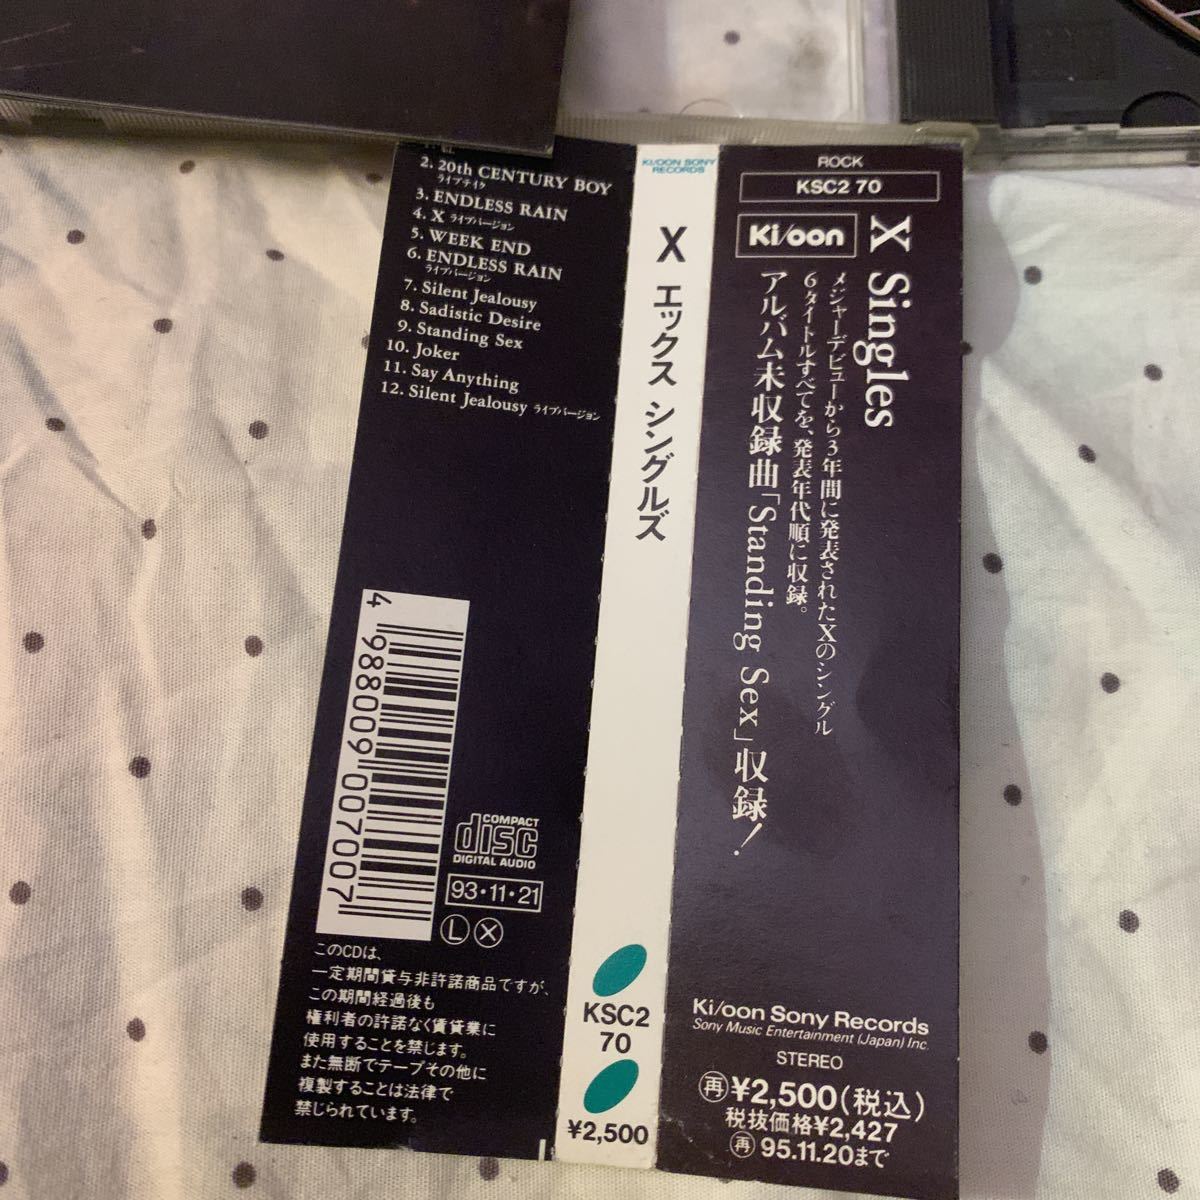 2. 20th CENTURY BOY
ライブテイク
3. ENDLESS RAIN
4. X ライブバージョン
5. WEEK END
6. ENDLESS RAIN
ライブバージョン
7. Silent Jealousy
8. Sadistic Desire
9. Standing Sex
10. Joker
11. Say Anything
12. Silent Jealousy ライブバージョン
4 988009 007007
COMPACT
disc
DIGITAL AUDIO
93・11・21
L X
このCDは、
一定期間貸与非許諾商品ですが、
この期間経過後も
権利者の許諾なく賃貸業に
使用することを禁じます。
また無断でテープその他に
複製することは法律で
禁じられています。
Ki/oon SONY
RECORDS
X エックス シングルズ
KSC2
70
¥2,500
ROCK
KSC2 70
Ki/oon
X Singles
メジャーデビューから3年間に発表されたXのシングル
6タイトルすべてを、発表年代順に収録。
アルバム未収録曲「Standing Sex」収録!
Ki/oon Sony Records
Sony Music Entertainment (Japan) Inc.
STEREO
再¥2,500(税込)
税抜価格¥2,427
再95.11.20まで